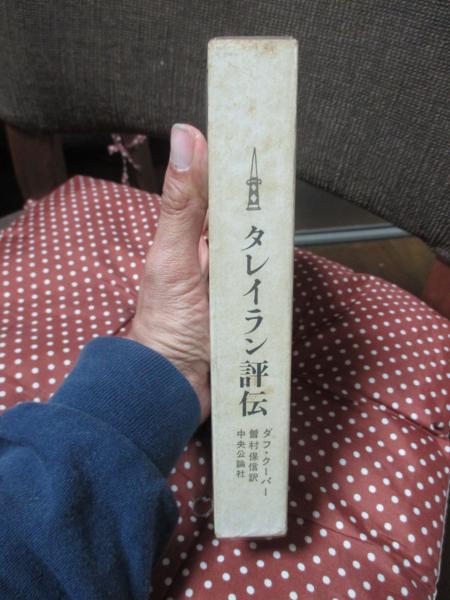 タレイラン評伝
ダフ・クーパー
曽村保信訳
中央公論社